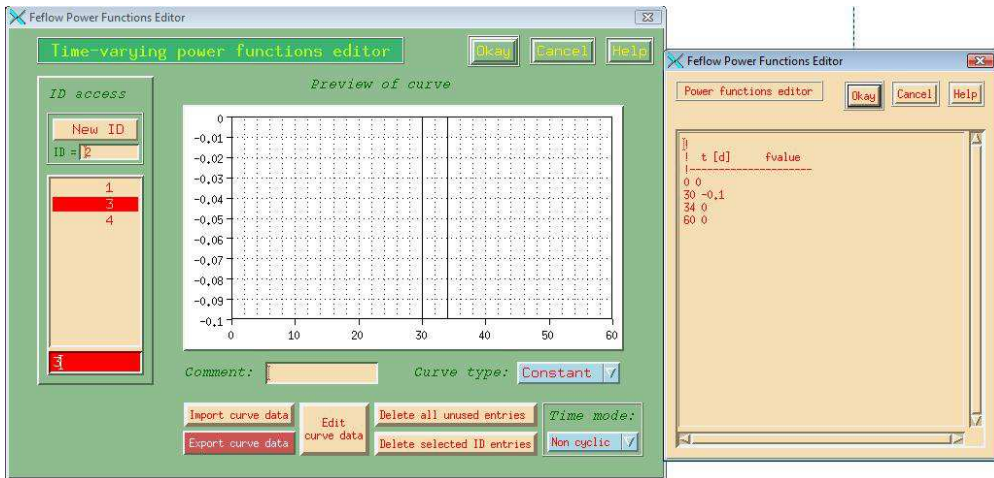 Feflow Power Functions Editor
Time-varying power functions editor
Okay
Cancel
Help
ID access
New ID
ID = 2
1
3
4
3
Preview of curve
0
-0.01
-0.02
-0.03
-0.04
-0.05
-0.06
-0.07
-0.08
-0.09
-0.1
0 10 20 30 40 50 60
Comment:
Curve type: Constant
Import curve data
Export curve data
Edit
curve data
Delete all unused entries
Delete selected ID entries
Time mode:
Non cyclic
Feflow Power Functions Editor
Power functions editor
Okay
Cancel
Help
!
! t [d] fvalue
!---------------------
0 0
30 -0.1
34 0
60 0